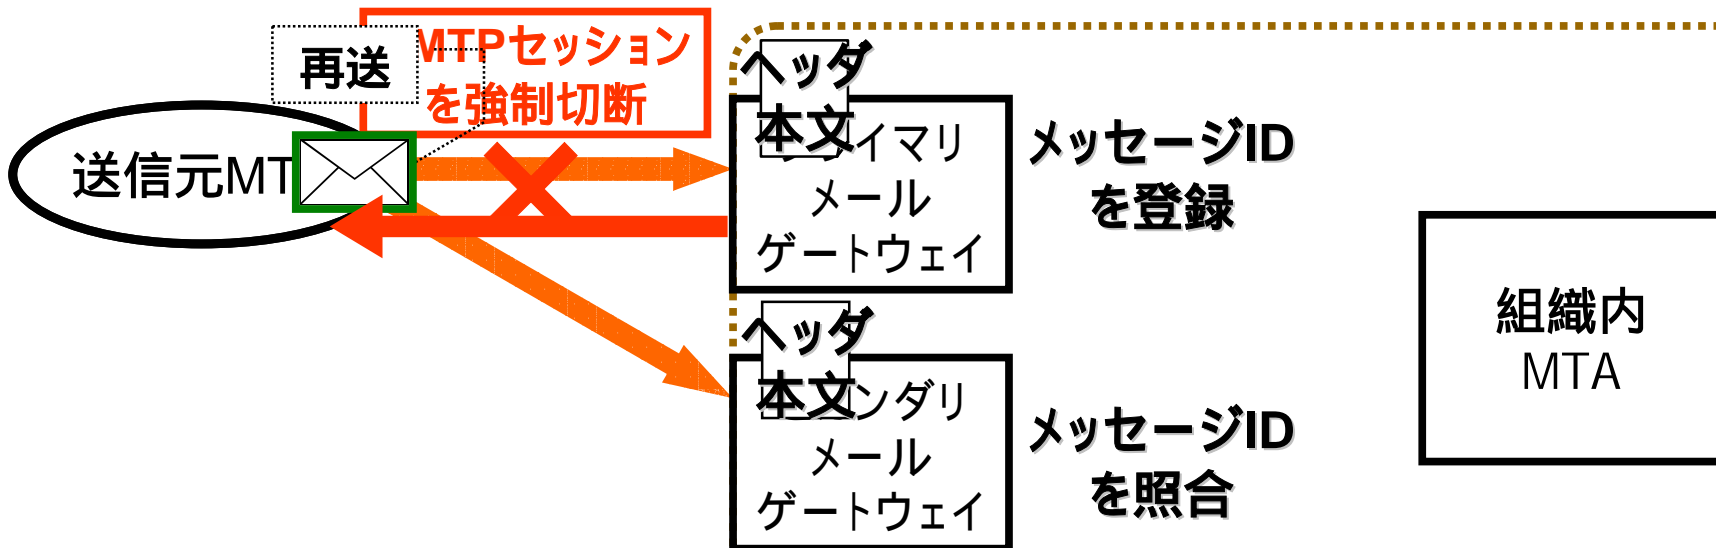 再送
MTPセッション
を強制切断
送信元MT
ヘッダ
本文
イマリ
メール
ゲートウェイ
メッセージID
を登録
ヘッダ
本文
ンダリ
メール
ゲートウェイ
メッセージID
を照合
組織内
MTA